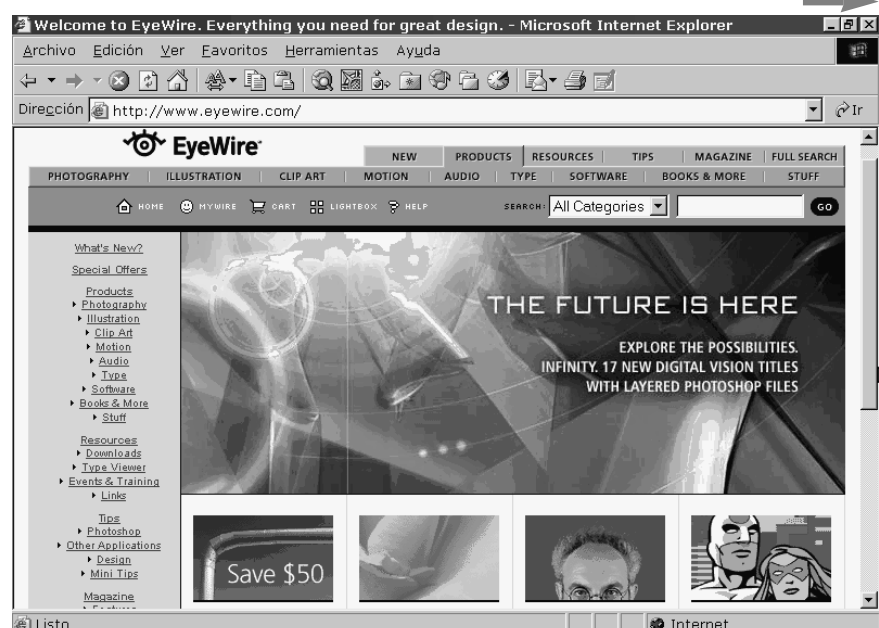 Welcome to EyeWire. Everything you need for great design. - Microsoft Internet Explorer
Archivo Edición Ver Favoritos Herramientas Ayuda
Dirección http://www.eyewire.com/ Ir
EyeWire
NEW PRODUCTS RESOURCES TIPS MAGAZINE FULL SEARCH
PHOTOGRAPHY ILLUSTRATION CLIP ART MOTION AUDIO TYPE SOFTWARE BOOKS & MORE STUFF
HOME MYWIRE CART LIGHTBOX HELP SEARCH: All Categories GO
What's New?
Special Offers
Products
Photography
Illustration
Clip Art
Motion
Audio
Type
Software
Books & More
Stuff
Resources
Downloads
Type Viewer
Events & Training
Links
Tips
Photoshop
Other Applications
Design
Mini Tips
Magazine
THE FUTURE IS HERE
EXPLORE THE POSSIBILITIES.
INFINITY. 17 NEW DIGITAL VISION TITLES
WITH LAYERED PHOTOSHOP FILES
Save $50
Listo Internet